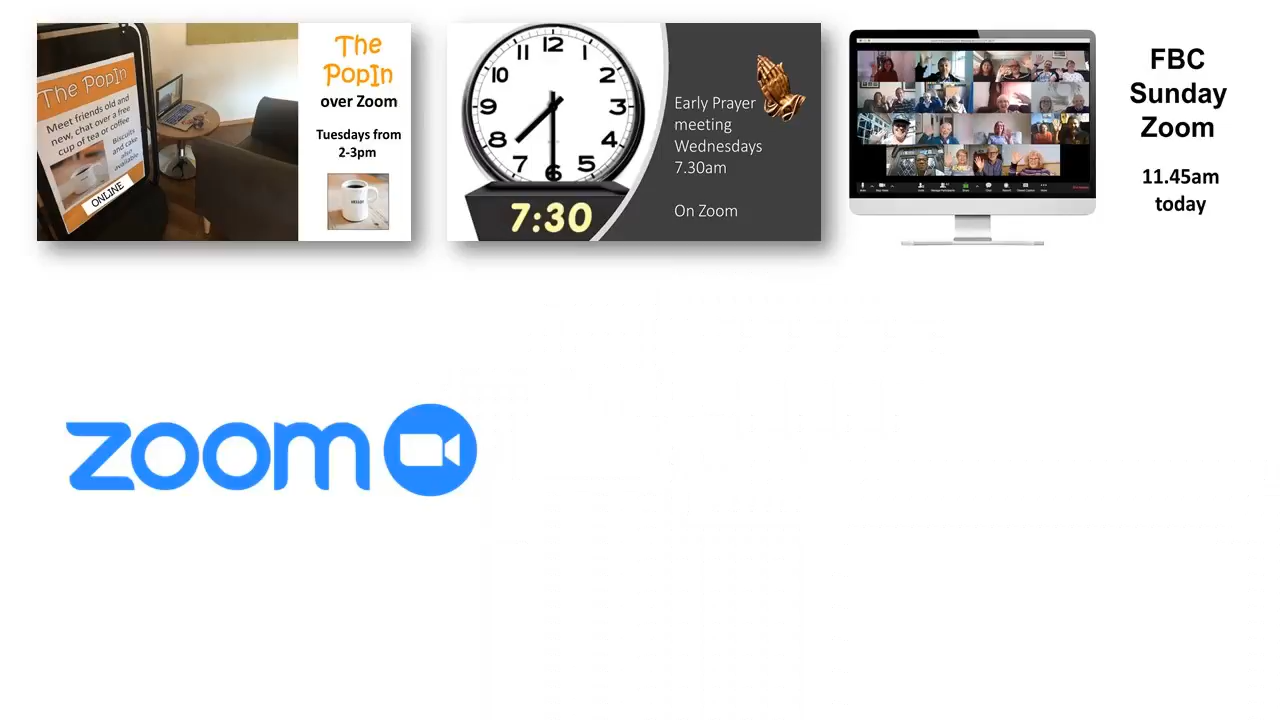 The PopIn
Meet friends old and
new, chat over a free
cup of tea or coffee
Biscuits
and cake
also
available
ONLINE
The
PopIn
over Zoom
Tuesdays from
2-3pm
HELLO
12
11
10
9
8
7
6
5
4
3
2
1
7:30
Early Prayer
meeting
Wednesdays
7.30am
On Zoom
FBC
Sunday
Zoom
11.45am
today
zoom